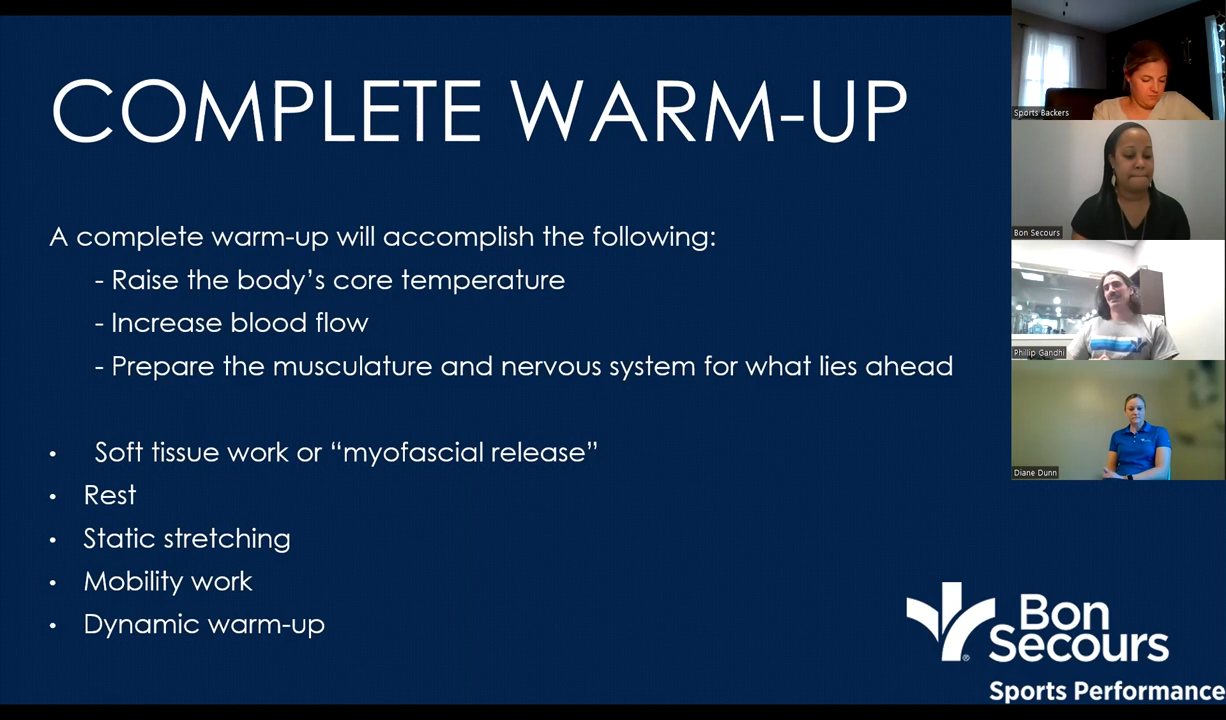 COMPLETE WARM-UP
A complete warm-up will accomplish the following:
- Raise the body's core temperature
- Increase blood flow
- Prepare the musculature and nervous system for what lies ahead
• Soft tissue work or “myofascial release”
• Rest
• Static stretching
• Mobility work
• Dynamic warm-up
Bon
Secours
®
Sports Performance
Sports Backers
Bon Secours
Phillip Gandhi
Diane Dunn